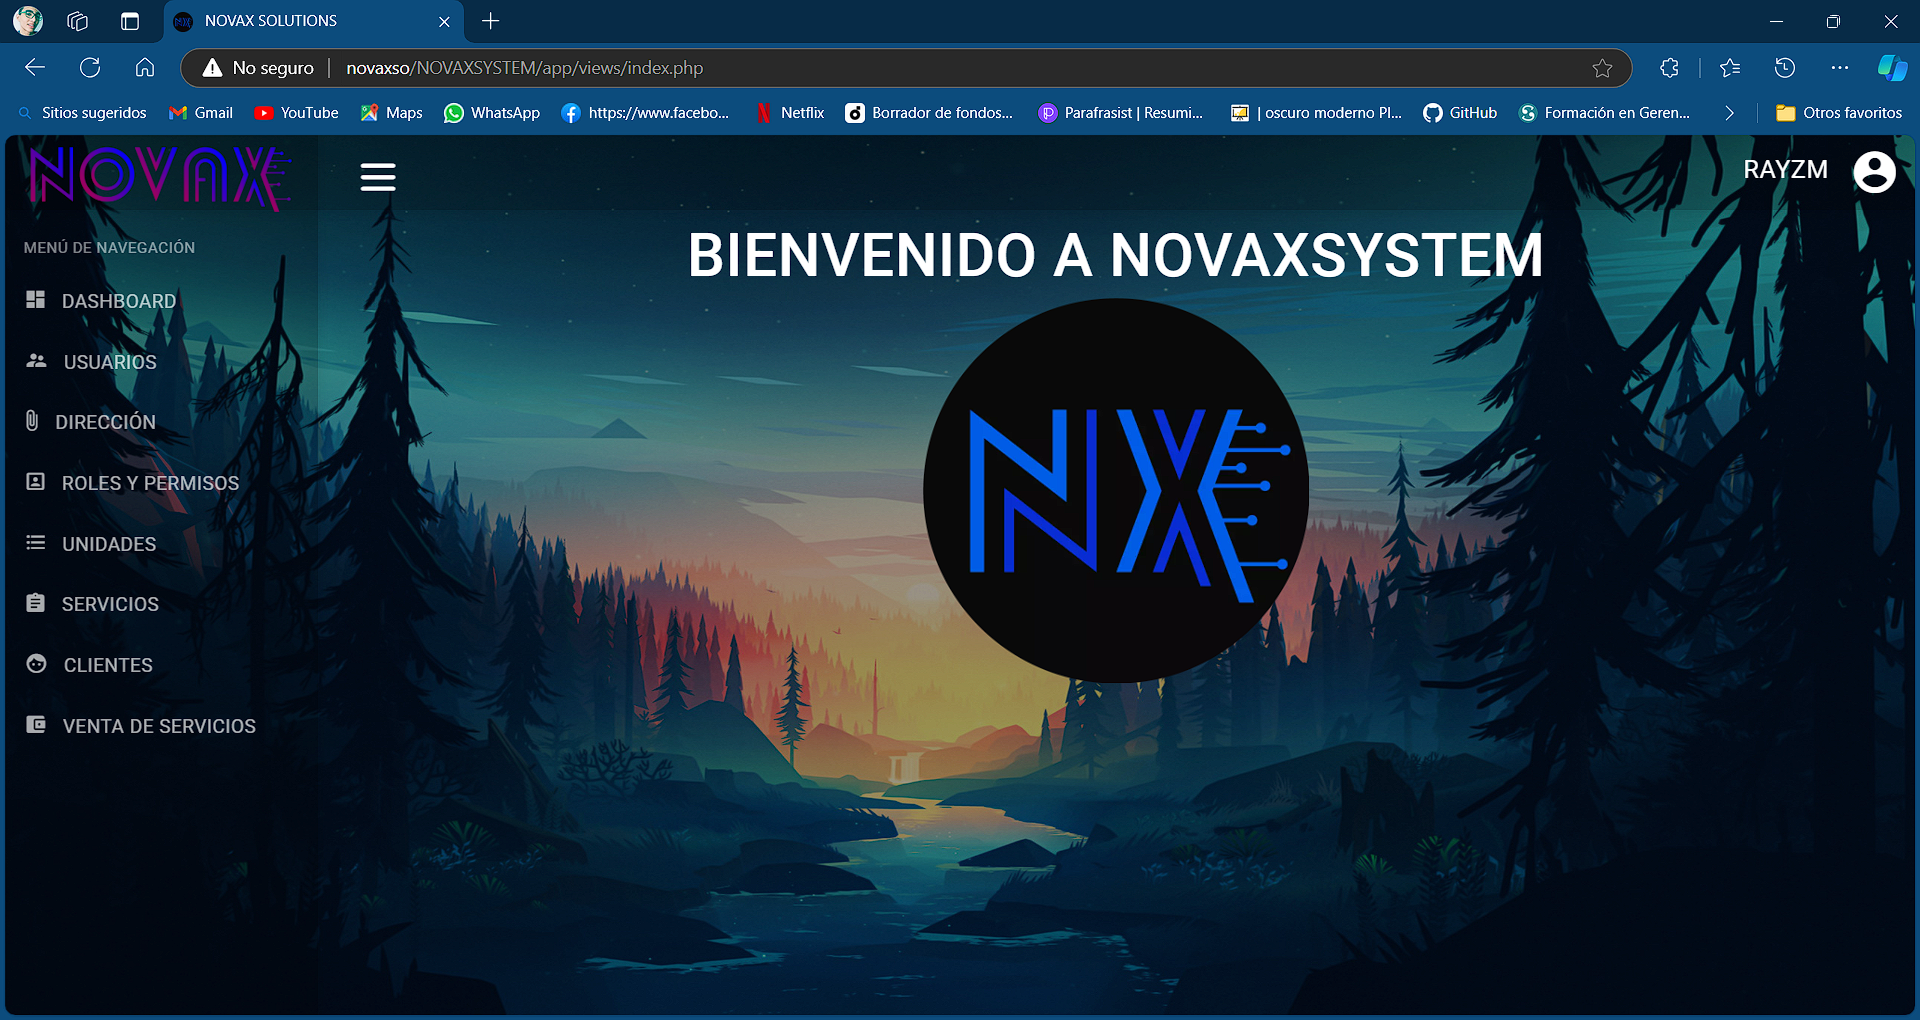 NOVAX SOLUTIONS
No seguro
novaxso/NOVAXSYSTEM/app/views/index.php
Sitios sugeridos
Gmail
YouTube
Maps
WhatsApp
https://www.facebo...
Netflix
Borrador de fondos...
Parafrasist | Resumi...
| oscuro moderno Pl...
GitHub
Formación en Geren...
Otros favoritos
NOVAX
RAYZM
MENÚ DE NAVEGACIÓN
BIENVENIDO A NOVAXSYSTEM
DASHBOARD
USUARIOS
DIRECCIÓN
ROLES Y PERMISOS
UNIDADES
SERVICIOS
CLIENTES
VENTA DE SERVICIOS
NX